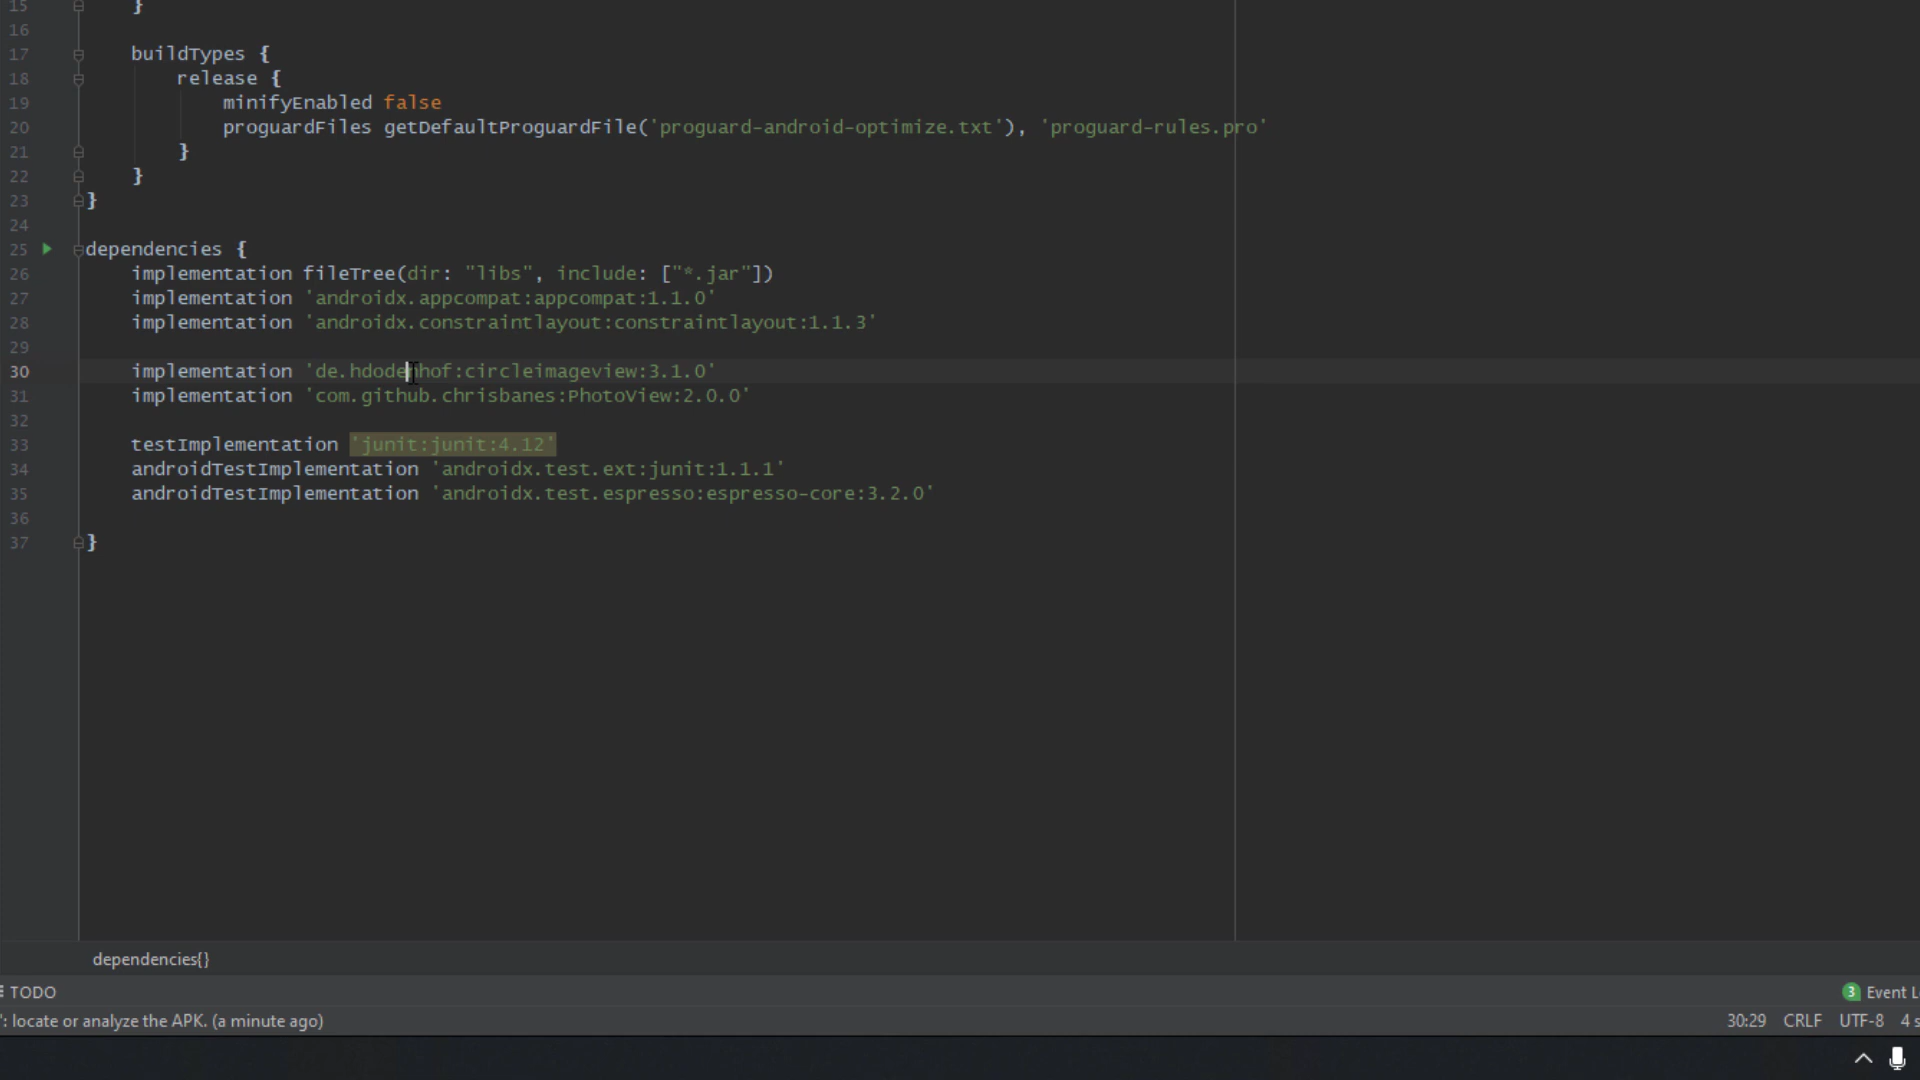 15 }
16
17 buildTypes {
18 release {
19 minifyEnabled false
20 proguardFiles getDefaultProguardFile('proguard-android-optimize.txt'), 'proguard-rules.pro'
21 }
22 }
23 }
24
25 dependencies {
26 implementation fileTree(dir: "libs", include: ["*.jar"])
27 implementation 'androidx.appcompat:appcompat:1.1.0'
28 implementation 'androidx.constraintlayout:constraintlayout:1.1.3'
29
30 implementation 'de.hdodenhof:circleimageview:3.1.0'
31 implementation 'com.github.chrisbanes:PhotoView:2.0.0'
32
33 testImplementation 'junit:junit:4.12'
34 androidTestImplementation 'androidx.test.ext:junit:1.1.1'
35 androidTestImplementation 'androidx.test.espresso:espresso-core:3.2.0'
36
37 }
dependencies{}
TODO 3 Event L
': locate or analyze the APK. (a minute ago) 30:29 CRLF UTF-8 4 s